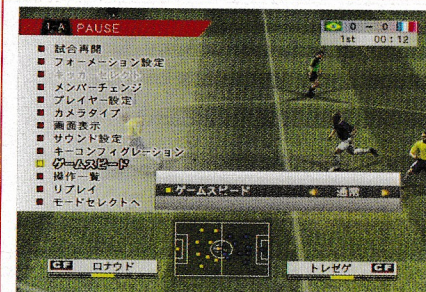 1-A PAUSE
0 - 0
1st 00:12
試合再開
フォーメーション設定
キッカーセレクト
メンバーチェンジ
プレイヤー設定
カメラタイプ
画面表示
サウンド設定
キーコンフィグレーション
ゲームスピード
操作一覧
ゲームスピード 通常
リプレイ
モードセレクトへ
CF ロナウド
トレゼゲ CF